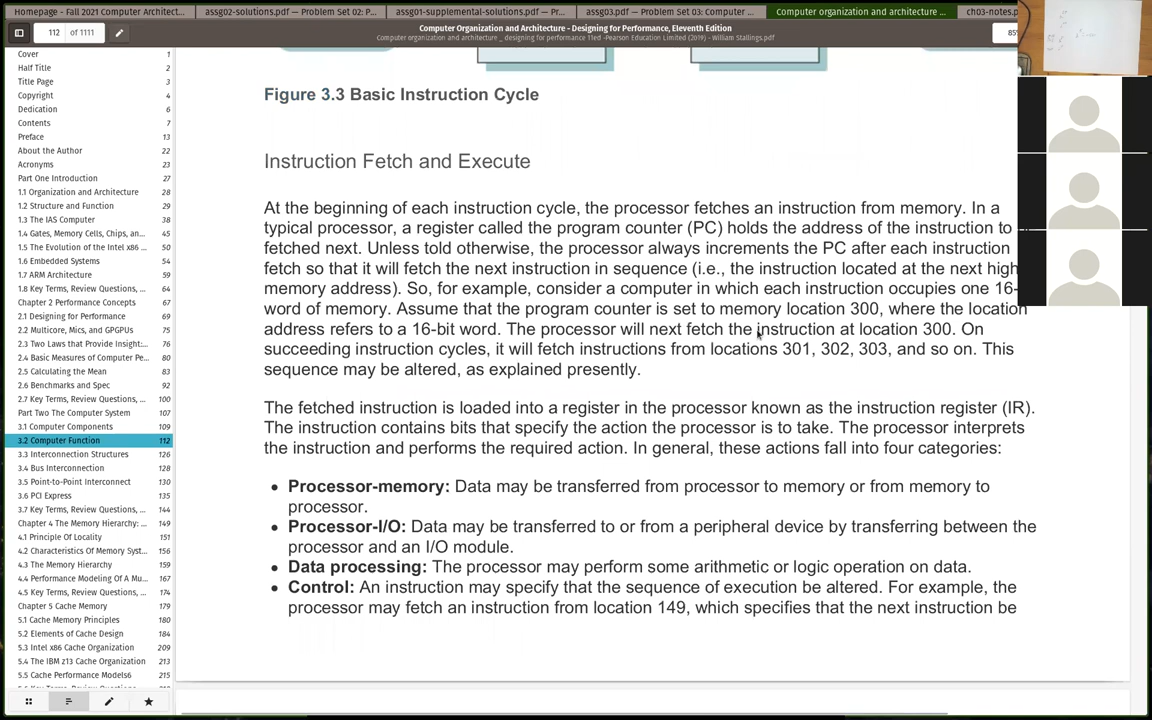 Homepage - Fall 2021 Computer Architect...
assg02-solutions.pdf — Problem Set 02: P...
assg01-supplemental-solutions.pdf — Pr...
assg03.pdf — Problem Set 03: Computer ...
Computer organization and architecture ...
ch03-notes.p
112 of 1111
Computer Organization and Architecture - Designing for Performance, Eleventh Edition
Computer organization and architecture _ designing for performance 11ed -Pearson Education Limited (2019) - William Stallings.pdf
85
Cover 1
Half Title 2
Title Page 3
Copyright 4
Dedication 6
Contents 7
Preface 13
About the Author 22
Acronyms 23
Part One Introduction 27
1.1 Organization and Architecture 28
1.2 Structure and Function 29
1.3 The IAS Computer 38
1.4 Gates, Memory Cells, Chips, an... 45
1.5 The Evolution of the Intel x86 ... 50
1.6 Embedded Systems 54
1.7 ARM Architecture 59
1.8 Key Terms, Review Questions, ... 64
Chapter 2 Performance Concepts 67
2.1 Designing for Performance 69
2.2 Multicore, Mics, and GPGPUs 75
2.3 Two Laws that Provide Insight:... 76
2.4 Basic Measures of Computer Pe... 80
2.5 Calculating the Mean 83
2.6 Benchmarks and Spec 92
2.7 Key Terms, Review Questions, ... 100
Part Two The Computer System 107
3.1 Computer Components 109
3.2 Computer Function 112
3.3 Interconnection Structures 126
3.4 Bus Interconnection 128
3.5 Point-to-Point Interconnect 130
3.6 PCI Express 135
3.7 Key Terms, Review Questions, ... 144
Chapter 4 The Memory Hierarchy: ... 149
4.1 Principle Of Locality 151
4.2 Characteristics Of Memory Syst... 156
4.3 The Memory Hierarchy 159
4.4 Performance Modeling Of A Mu... 167
4.5 Key Terms, Review Questions, ... 174
Chapter 5 Cache Memory 179
5.1 Cache Memory Principles 180
5.2 Elements of Cache Design 184
5.3 Intel x86 Cache Organization 209
5.4 The IBM z13 Cache Organization 213
5.5 Cache Performance Models6 215
Figure 3.3 Basic Instruction Cycle
Instruction Fetch and Execute
At the beginning of each instruction cycle, the processor fetches an instruction from memory. In a
typical processor, a register called the program counter (PC) holds the address of the instruction to
fetched next. Unless told otherwise, the processor always increments the PC after each instruction
fetch so that it will fetch the next instruction in sequence (i.e., the instruction located at the next high
memory address). So, for example, consider a computer in which each instruction occupies one 16-
word of memory. Assume that the program counter is set to memory location 300, where the location
address refers to a 16-bit word. The processor will next fetch the instruction at location 300. On
succeeding instruction cycles, it will fetch instructions from locations 301, 302, 303, and so on. This
sequence may be altered, as explained presently.
The fetched instruction is loaded into a register in the processor known as the instruction register (IR).
The instruction contains bits that specify the action the processor is to take. The processor interprets
the instruction and performs the required action. In general, these actions fall into four categories:
• Processor-memory: Data may be transferred from processor to memory or from memory to
processor.
• Processor-I/O: Data may be transferred to or from a peripheral device by transferring between the
processor and an I/O module.
• Data processing: The processor may perform some arithmetic or logic operation on data.
• Control: An instruction may specify that the sequence of execution be altered. For example, the
processor may fetch an instruction from location 149, which specifies that the next instruction be